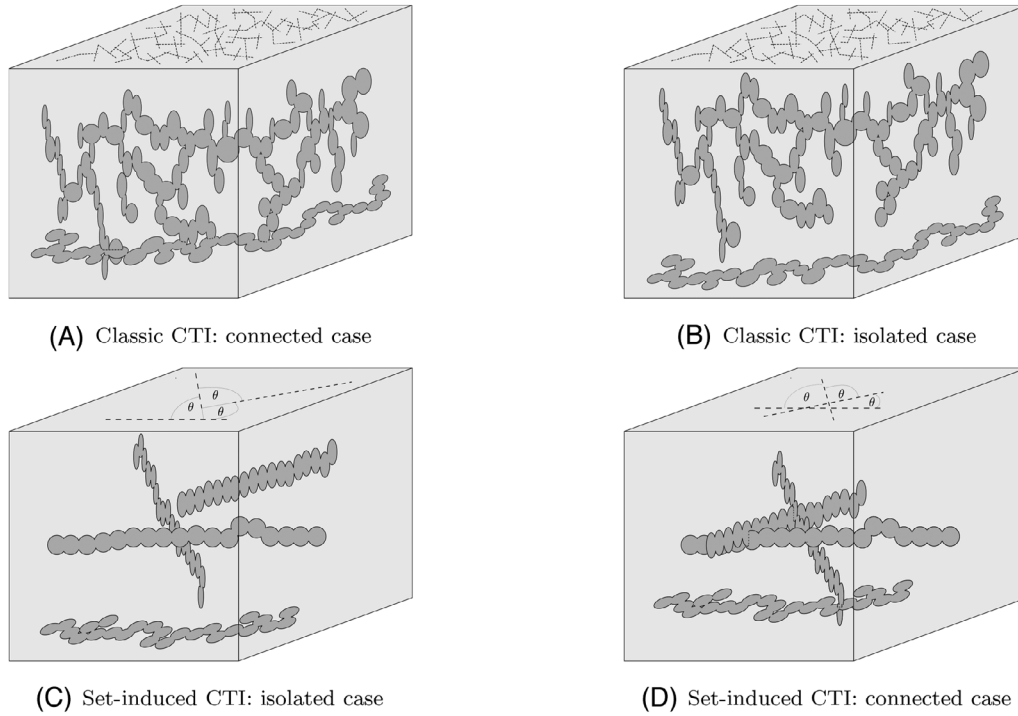 (A) Classic CTI: connected case
(B) Classic CTI: isolated case
θ
θ
θ
θ
θ
θ
(C) Set-induced CTI: isolated case
(D) Set-induced CTI: connected case